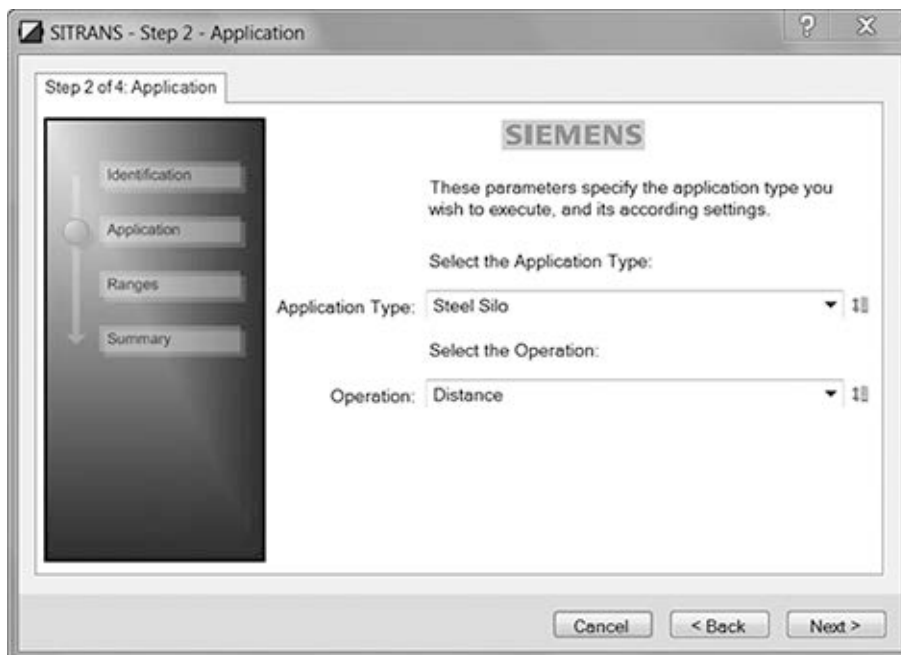 SITRANS - Step 2 - Application
?
Step 2 of 4: Application
SIEMENS
Identification
Application
Ranges
Summary
These parameters specify the application type you
wish to execute, and its according settings.
Select the Application Type:
Application Type: Steel Silo
Select the Operation:
Operation: Distance
Cancel
< Back
Next >